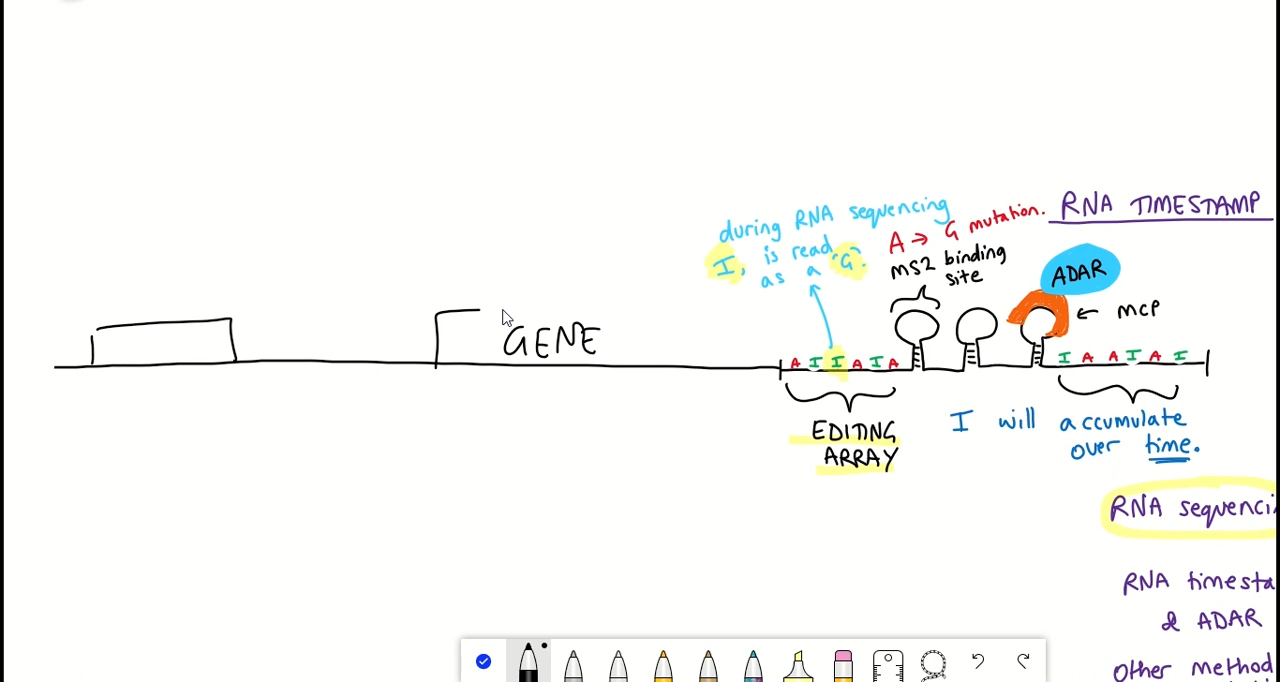 RNA TIMESTAMP
during RNA sequencing
I, is read
as a "G".
A → G mutation.
MS2 binding
site
ADAR
← MCP
GENE
A I I A I A
I A A I A I
EDITING
ARRAY
I will accumulate
over time.
RNA sequenci
RNA timesta
& ADAR
Other method